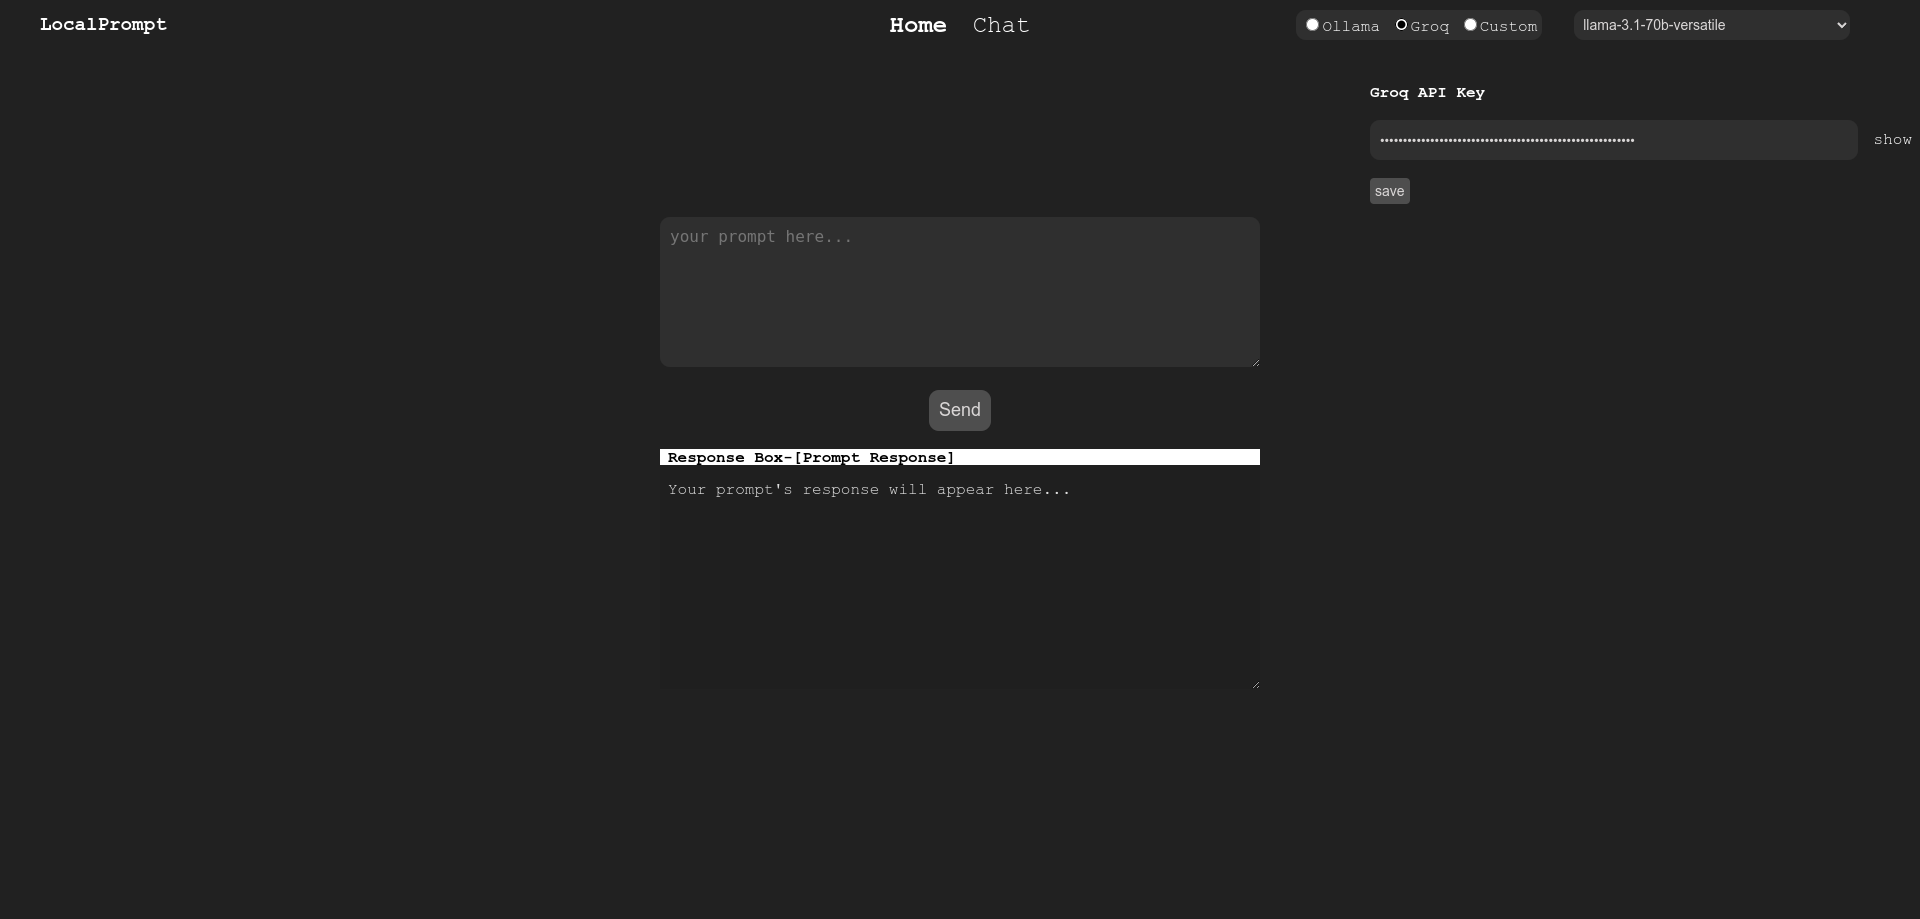 LocalPrompt
Home Chat
Ollama Groq Custom
llama-3.1-70b-versatile
Groq API Key
••••••••••••••••••••••••••••••••••••••••••••••••••••••••
show
save
your prompt here...
Send
Response Box-[Prompt Response]
Your prompt's response will appear here...